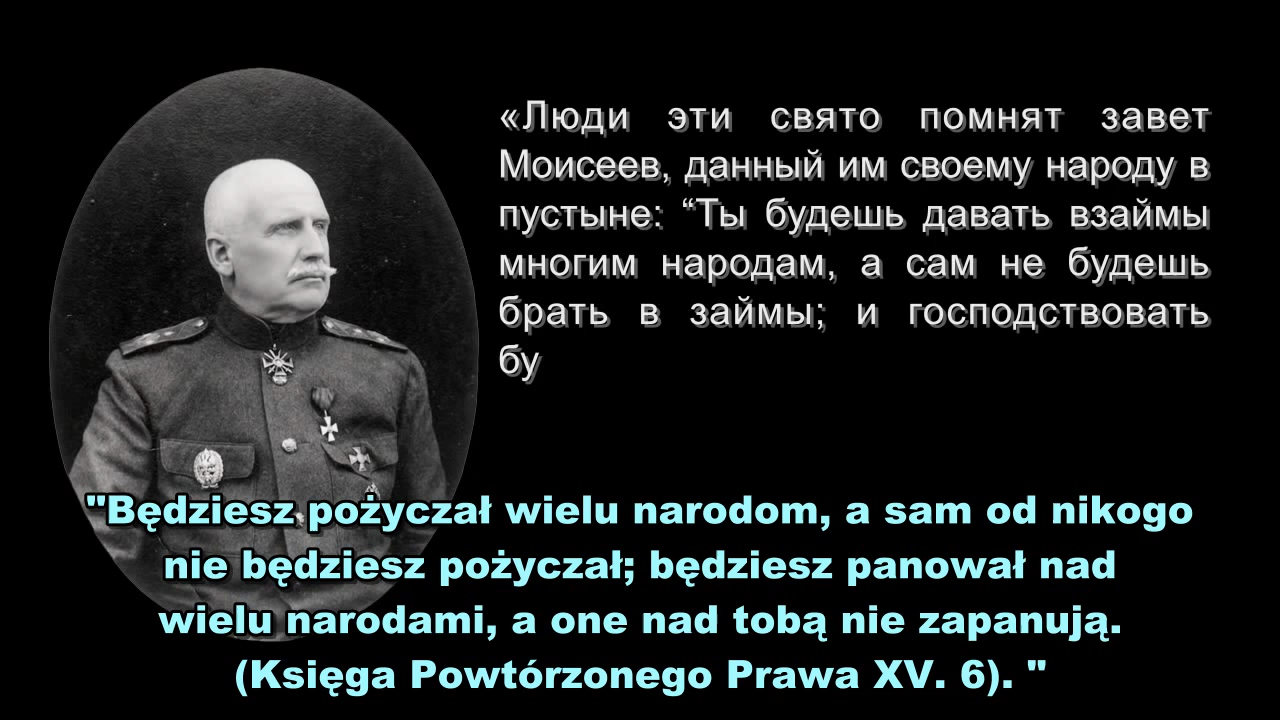 «Люди эти свято помнят завет
Моисеев, данный им своему народу в
пустыне: “Ты будешь давать взаймы
многим народам, а сам не будешь
брать в займы; и господствовать
бу
"Będziesz pożyczał wielu narodom, a sam od nikogo
nie będziesz pożyczał; będziesz panował nad
wielu narodami, a one nad tobą nie zapanują.
(Księga Powtórzonego Prawa XV. 6). "